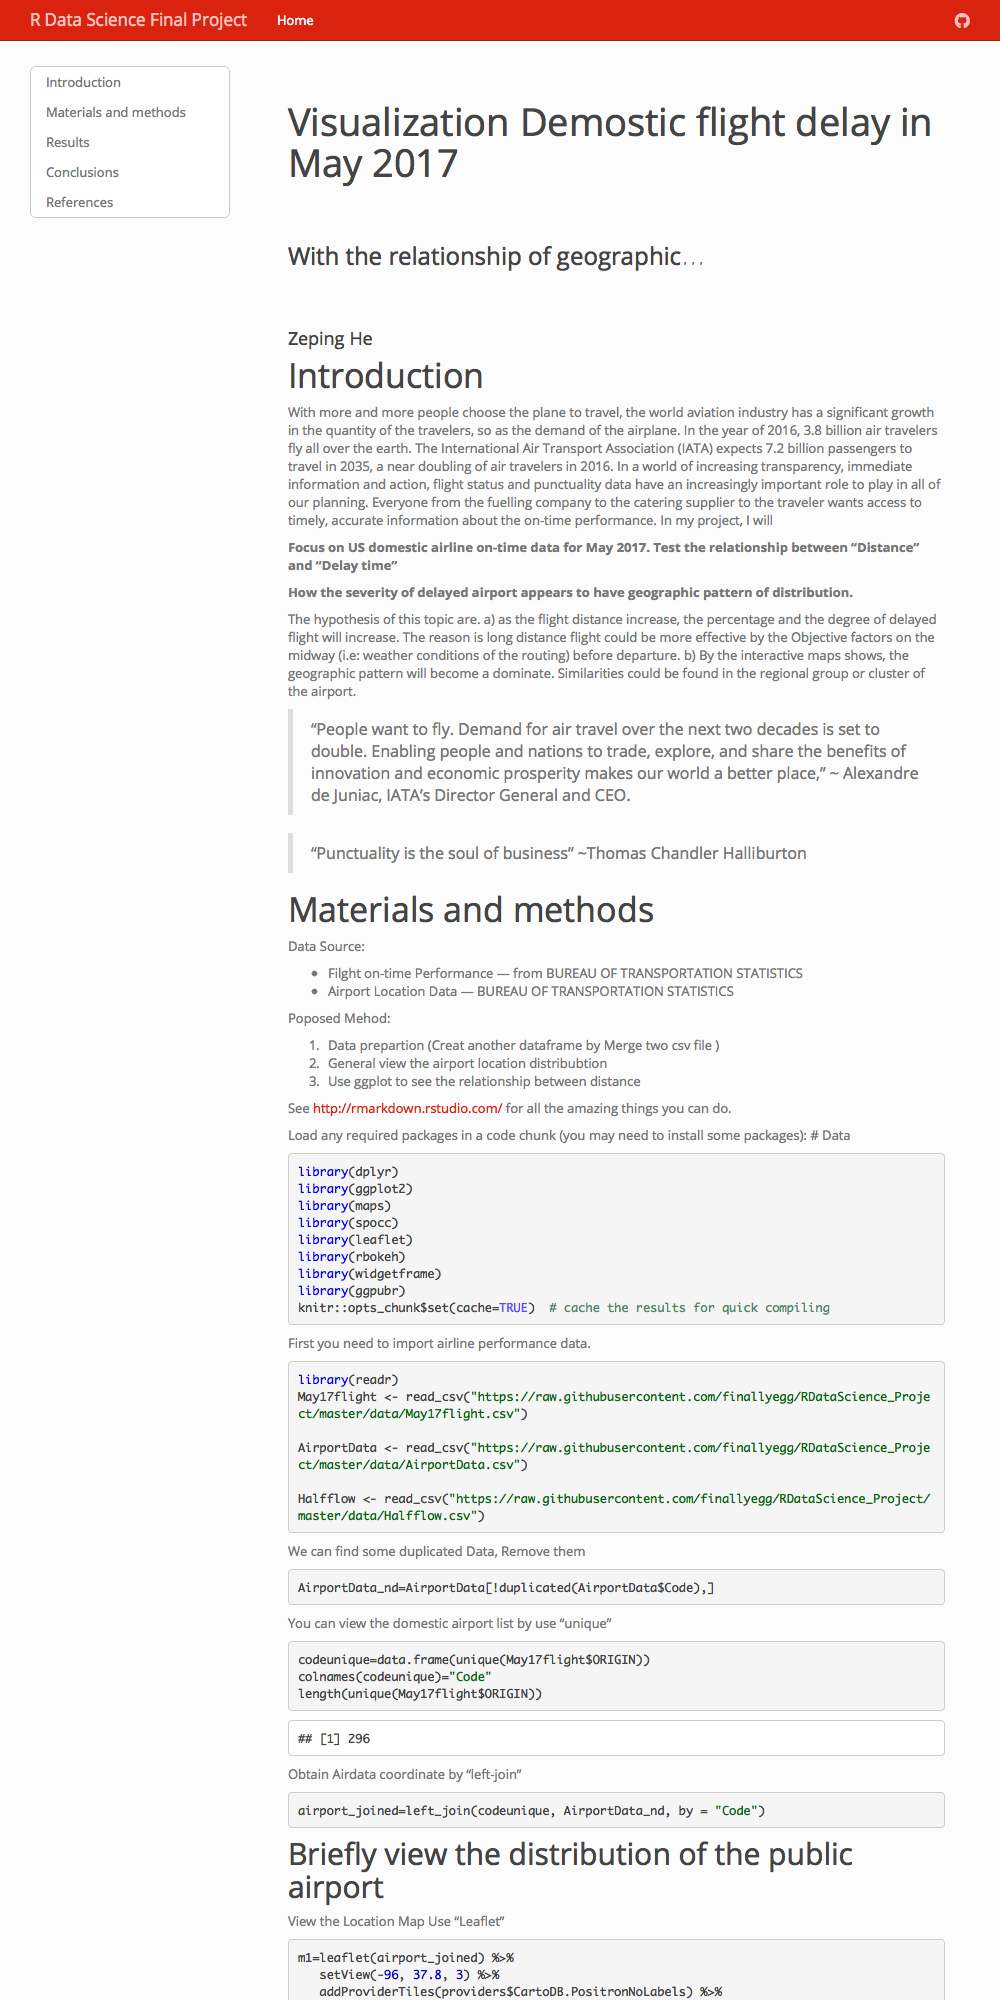 R Data Science Final Project
Home
Introduction
Materials and methods
Results
Conclusions
References
Visualization Demostic flight delay in
May 2017
With the relationship of geographic...
Zeping He
Introduction
With more and more people choose the plane to travel, the world aviation industry has a significant growth
in the quantity of the travelers, so as the demand of the airplane. In the year of 2016, 3.8 billion air travelers
fly all over the earth. The International Air Transport Association (IATA) expects 7.2 billion passengers to
travel in 2035, a near doubling of air travelers in 2016. In a world of increasing transparency, immediate
information and action, flight status and punctuality data have an increasingly important role to play in all of
our planning. Everyone from the fuelling company to the catering supplier to the traveler wants access to
timely, accurate information about the on-time performance. In my project, I will
Focus on US domestic airline on-time data for May 2017. Test the relationship between “Distance”
and “Delay time”
How the severity of delayed airport appears to have geographic pattern of distribution.
The hypothesis of this topic are. a) as the flight distance increase, the percentage and the degree of delayed
flight will increase. The reason is long distance flight could be more effective by the Objective factors on the
midway (i.e: weather conditions of the routing) before departure. b) By the interactive maps shows, the
geographic pattern will become a dominate. Similarities could be found in the regional group or cluster of
the airport.
“People want to fly. Demand for air travel over the next two decades is set to
double. Enabling people and nations to trade, explore, and share the benefits of
innovation and economic prosperity makes our world a better place,” ~ Alexandre
de Juniac, IATA’s Director General and CEO.
“Punctuality is the soul of business” ~Thomas Chandler Halliburton
Materials and methods
Data Source:
• Filght on-time Performance — from BUREAU OF TRANSPORTATION STATISTICS
• Airport Location Data — BUREAU OF TRANSPORTATION STATISTICS
Poposed Mehod:
1. Data prepartion (Creat another dataframe by Merge two csv file )
2. General view the airport location distribubtion
3. Use ggplot to see the relationship between distance
See http://rmarkdown.rstudio.com/ for all the amazing things you can do.
Load any required packages in a code chunk (you may need to install some packages): # Data
library(dplyr)
library(ggplot2)
library(maps)
library(spocc)
library(leaflet)
library(rbokeh)
library(widgetframe)
library(ggpubr)
knitr::opts_chunk$set(cache=TRUE)  # cache the results for quick compiling
First you need to import airline performance data.
library(readr)
May17flight <- read_csv("https://raw.githubusercontent.com/finallyegg/RDataScience_Proje
ct/master/data/May17flight.csv")
AirportData <- read_csv("https://raw.githubusercontent.com/finallyegg/RDataScience_Proje
ct/master/data/AirportData.csv")
Halfflow <- read_csv("https://raw.githubusercontent.com/finallyegg/RDataScience_Project/
master/data/Halfflow.csv")
We can find some duplicated Data, Remove them
AirportData_nd=AirportData[!duplicated(AirportData$Code),]
You can view the domestic airport list by use “unique”
codeunique=data.frame(unique(May17flight$ORIGIN))
colnames(codeunique)="Code"
length(unique(May17flight$ORIGIN))
## [1] 296
Obtain Airdata coordinate by “left-join”
airport_joined=left_join(codeunique, AirportData_nd, by = "Code")
Briefly view the distribution of the public
airport
View the Location Map Use “Leaflet”
m1=leaflet(airport_joined) %>%
   setView(-96, 37.8, 3) %>%
   addProviderTiles(providers$CartoDB.PositronNoLabels) %>%